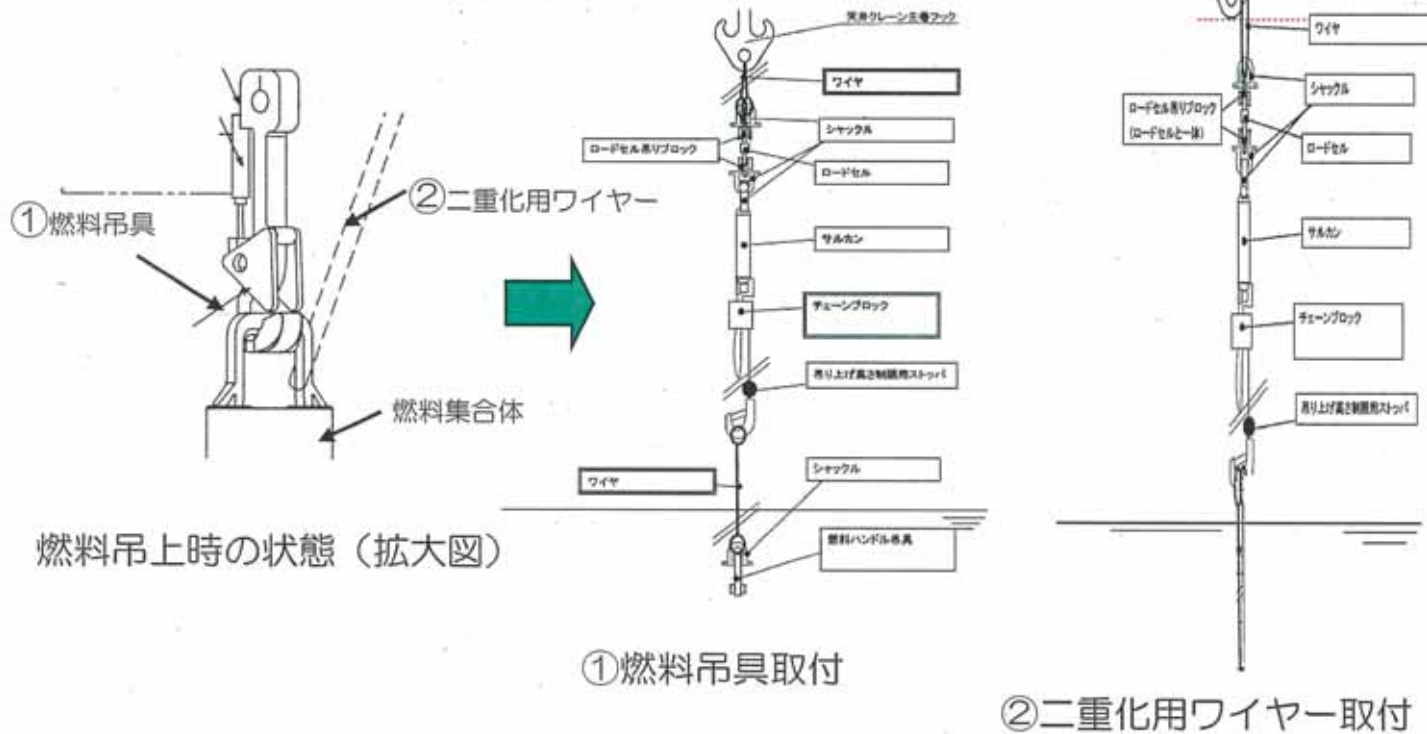 ①燃料吊具
②二重化用ワイヤー
燃料集合体
燃料吊上時の状態（拡大図）
天井クレーン主巻フック
ワイヤ
シャックル
ロードセル吊りブロック
ロードセル
サルカン
チェーンブロック
吊り上げ高さ制限用ストッパ
ワイヤ
シャックル
燃料ハンドル吊具
①燃料吊具取付
ワイヤ
シャックル
ロードセル吊りブロック
(ロードセルと一体)
ロードセル
サルカン
チェーンブロック
吊り上げ高さ制限用ストッパ
②二重化用ワイヤー取付